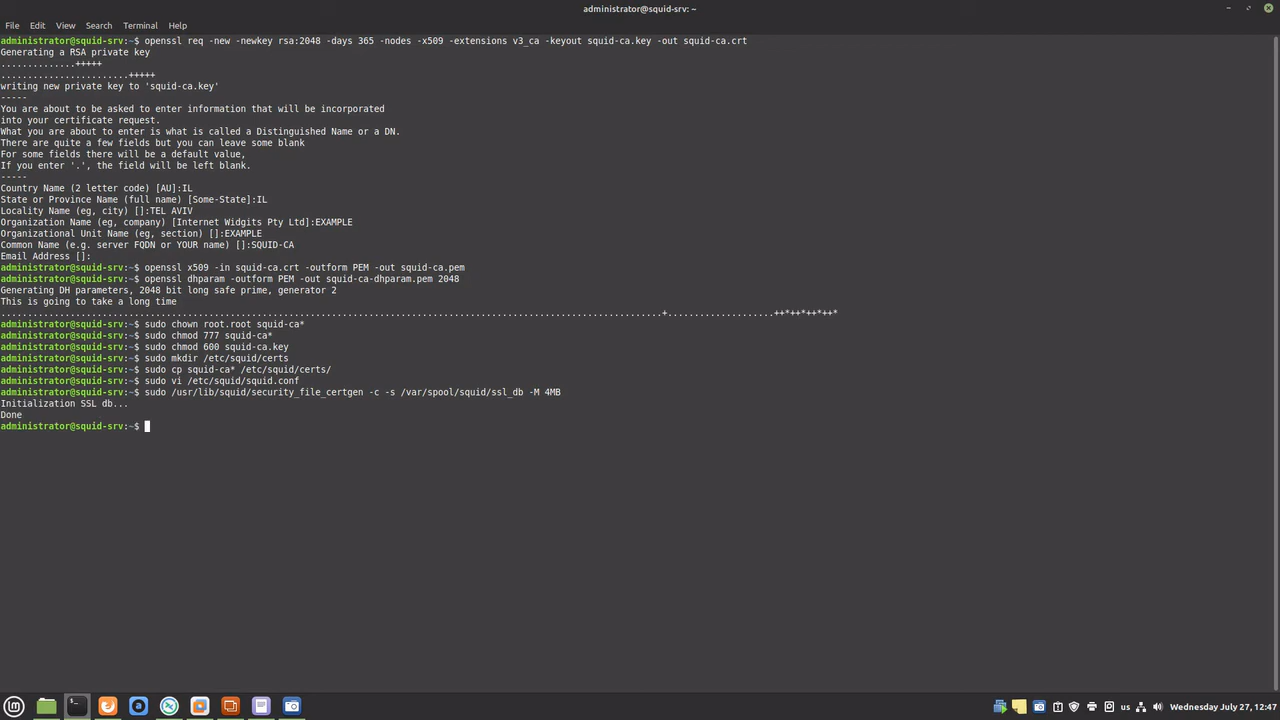 administrator@squid-srv: ~
File Edit View Search Terminal Help
administrator@squid-srv:~$ openssl req -new -newkey rsa:2048 -days 365 -nodes -x509 -extensions v3_ca -keyout squid-ca.key -out squid-ca.crt
Generating a RSA private key
..............+++++
........................+++++
writing new private key to 'squid-ca.key'
-----
You are about to be asked to enter information that will be incorporated
into your certificate request.
What you are about to enter is what is called a Distinguished Name or a DN.
There are quite a few fields but you can leave some blank
For some fields there will be a default value,
If you enter '.', the field will be left blank.
-----
Country Name (2 letter code) [AU]:IL
State or Province Name (full name) [Some-State]:IL
Locality Name (eg, city) []:TEL AVIV
Organization Name (eg, company) [Internet Widgits Pty Ltd]:EXAMPLE
Organizational Unit Name (eg, section) []:EXAMPLE
Common Name (e.g. server FQDN or YOUR name) []:SQUID-CA
Email Address []:
administrator@squid-srv:~$ openssl x509 -in squid-ca.crt -outform PEM -out squid-ca.pem
administrator@squid-srv:~$ openssl dhparam -outform PEM -out squid-ca-dhparam.pem 2048
Generating DH parameters, 2048 bit long safe prime, generator 2
This is going to take a long time
............................................................................................................................+....................++*++*++*++*
administrator@squid-srv:~$ sudo chown root.root squid-ca*
administrator@squid-srv:~$ sudo chmod 777 squid-ca*
administrator@squid-srv:~$ sudo chmod 600 squid-ca.key
administrator@squid-srv:~$ sudo mkdir /etc/squid/certs
administrator@squid-srv:~$ sudo cp squid-ca* /etc/squid/certs/
administrator@squid-srv:~$ sudo vi /etc/squid/squid.conf
administrator@squid-srv:~$ sudo /usr/lib/squid/security_file_certgen -c -s /var/spool/squid/ssl_db -M 4MB
Initialization SSL db...
Done
administrator@squid-srv:~$
us Wednesday July 27, 12:47